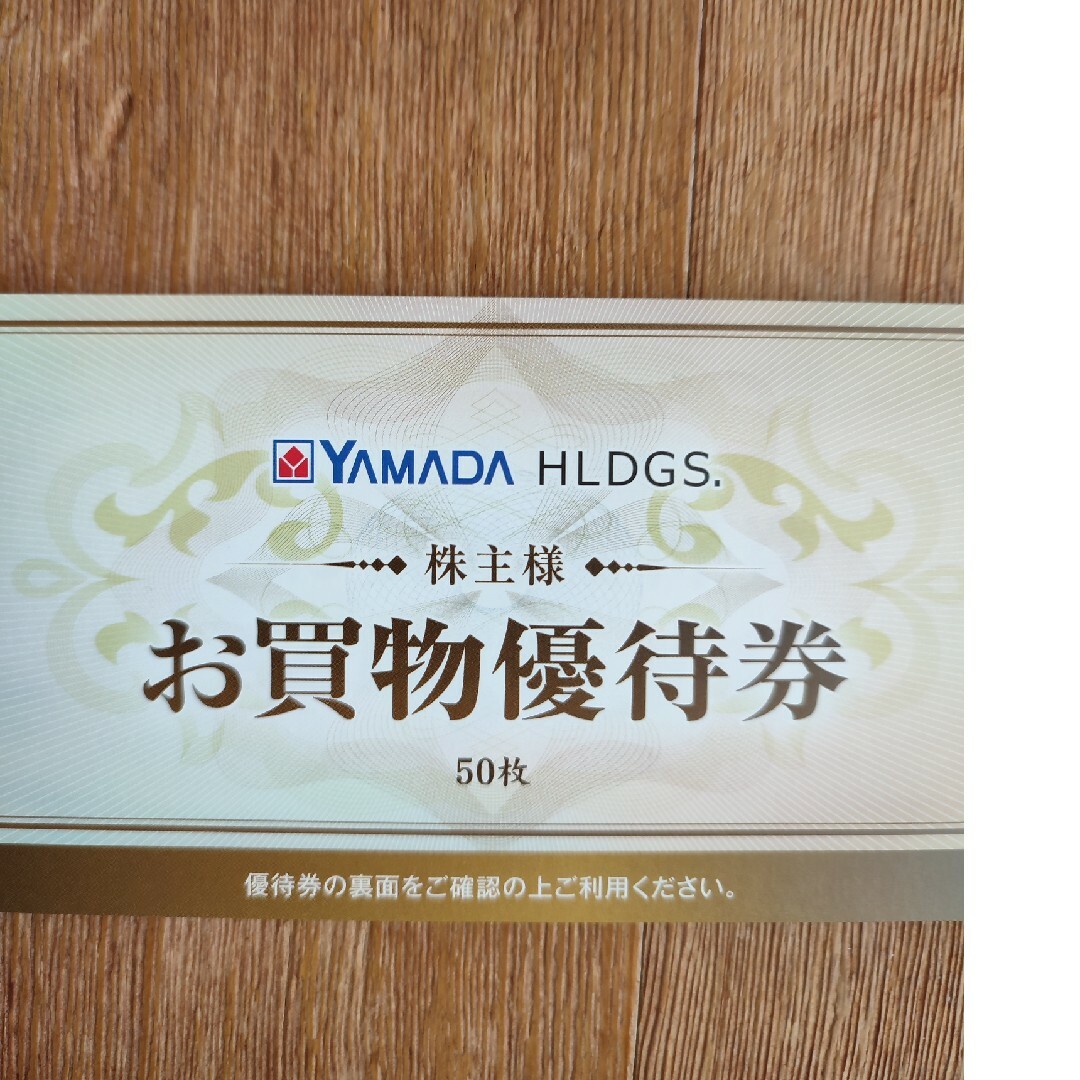 YAMADA HLDGS.
株主様
お買物優待券
50枚
優待券の裏面をご確認の上ご利用ください。